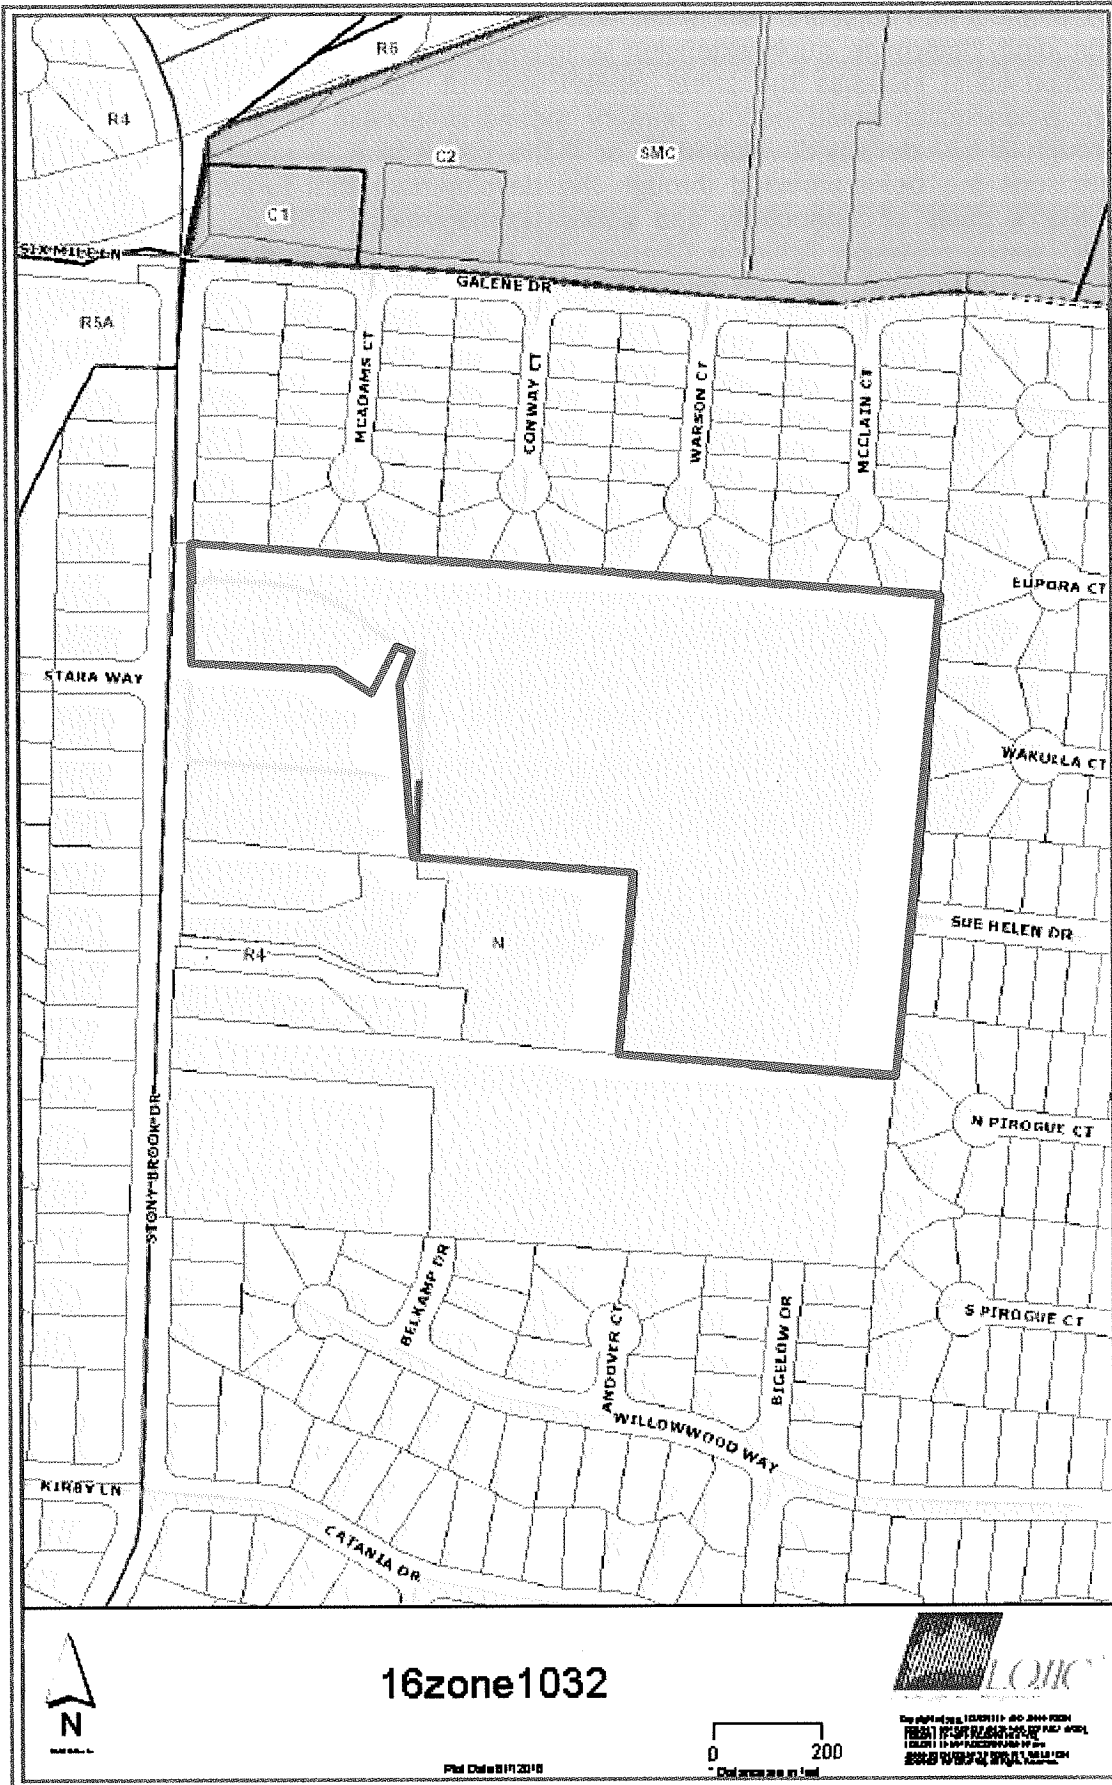 R6
R4
C2
SMC
C1
SIX MILE LN
GALENE DR
R5A
MCADAMS CT
CONWAY CT
WARSON CT
MCCLAIN CT
EUPORA CT
STARA WAY
WAKULLA CT
SUE HELEN DR
N
R4
N PIROGUE CT
STONY BROOK DR
BELKAMP DR
S PIROGUE CT
ANDOVER CT
BIGELOW DR
WILLOWWOOD WAY
KIRBY LN
CATANIA DR
16zone1032
LOJIC
N
0 200